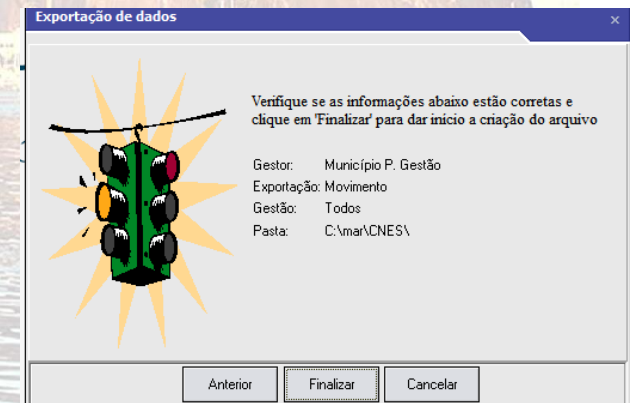 Exportação de dados
Verifique se as informações abaixo estão corretas e
clique em 'Finalizar' para dar início a criação do arquivo
Gestor: Município P. Gestão
Exportação: Movimento
Gestão: Todos
Pasta: C:\mar\CNES\
Anterior Finalizar Cancelar